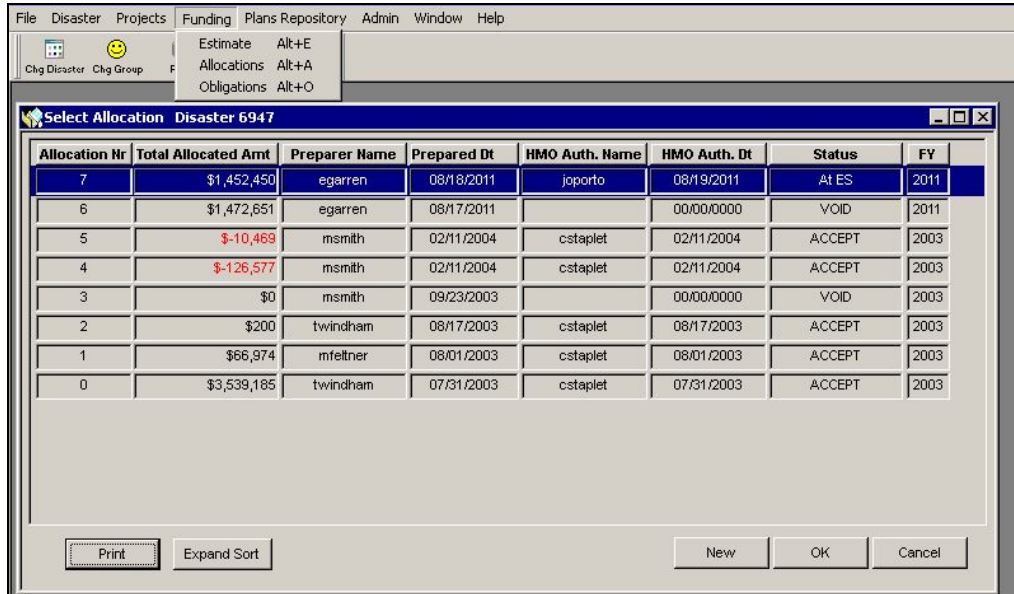 File Disaster Projects Funding Plans Repository Admin Window Help
Estimate Alt+E
Allocations Alt+A
Obligations Alt+O
Chg Disaster Chg Group
Select Allocation Disaster 6947
Allocation Nr Total Allocated Amt Preparer Name Prepared Dt HMO Auth. Name HMO Auth. Dt Status FY
7 $1,452,450 egarren 08/18/2011 joporto 08/19/2011 At ES 2011
6 $1,472,651 egarren 08/17/2011 00/00/0000 VOID 2011
5 $-10,469 msmith 02/11/2004 cstaplet 02/11/2004 ACCEPT 2003
4 $-126,577 msmith 02/11/2004 cstaplet 02/11/2004 ACCEPT 2003
3 $0 msmith 09/23/2003 00/00/0000 VOID 2003
2 $200 twindham 08/17/2003 cstaplet 08/17/2003 ACCEPT 2003
1 $66,974 mfeltner 08/01/2003 cstaplet 08/01/2003 ACCEPT 2003
0 $3,539,185 twindham 07/31/2003 cstaplet 07/31/2003 ACCEPT 2003
Print Expand Sort New OK Cancel